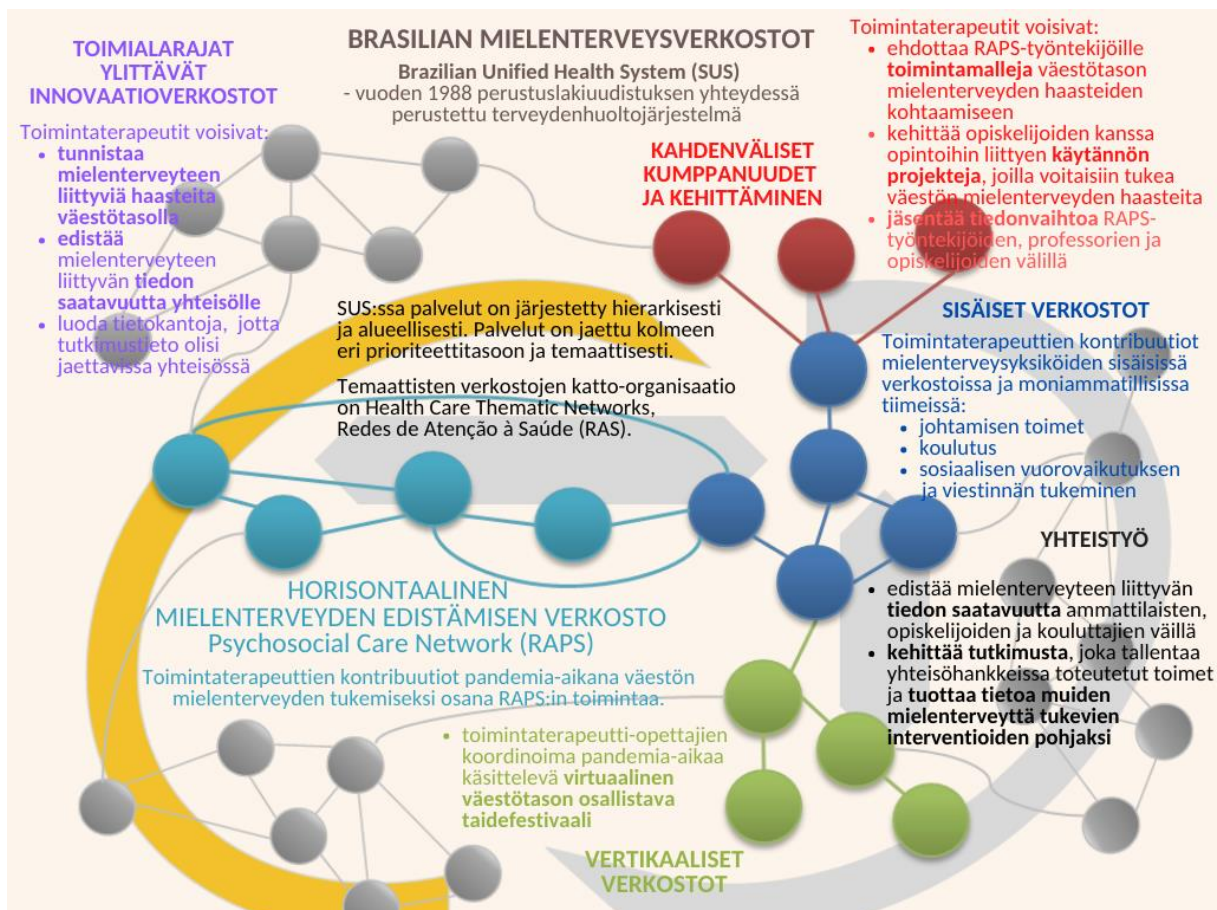 TOIMIALARAJAT
YLITTÄVÄT
INNOVAATIOVERKOSTOT
Toimintaterapeutit voisivat:
• tunnistaa
mielenterveyteen
liittyviä haasteita
väestötasolla
• edistää
mielenterveyteen
liittyvän tiedon
saatavuutta yhteisölle
• luoda tietokantoja, jotta
tutkimustieto olisi
jaettavissa yhteisössä
BRASILIAN MIELENTERVEYSVERKOSTOT
Brazilian Unified Health System (SUS)
- vuoden 1988 perustuslakiuudistuksen yhteydessä
perustettu terveydenhuoltojärjestelmä
KAHDENVÄLISET
KUMPPANUUDET
JA KEHITTÄMINEN
Toimintaterapeutit voisivat:
• ehdottaa RAPS-työntekijöille
toimintamalleja väestötason
mielenterveyden haasteiden
kohtaamiseen
• kehittää opiskelijoiden kanssa
opintoihin liittyen käytännön
projekteja, joilla voitaisiin tukea
väestön mielenterveyden haasteita
• jäsentää tiedonvaihtoa RAPS-
työntekijöiden, professorien ja
opiskelijoiden välillä
SUS:ssa palvelut on järjestetty hierarkisesti
ja alueellisesti. Palvelut on jaettu kolmeen
eri prioriteettitasoon ja temaattisesti.
Temaattisten verkostojen katto-organisaatio
on Health Care Thematic Networks,
Redes de Atenção à Saúde (RAS).
SISÄISET VERKOSTOT
Toimintaterapeuttien kontribuutiot
mielenterveysyksiköiden sisäisissä
verkostoissa ja moniammatillisissa
tiimeissä:
• johtamisen toimet
• koulutus
• sosiaalisen vuorovaikutuksen
ja viestinnän tukeminen
HORISONTAALINEN
MIELENTERVEYDEN EDISTÄMISEN VERKOSTO
Psychosocial Care Network (RAPS)
Toimintaterapeuttien kontribuutiot pandemia-aikana väestön
mielenterveyden tukemiseksi osana RAPS:in toimintaa.
YHTEISTYÖ
• edistää mielenterveyteen liittyvän
tiedon saatavuutta ammattilaisten,
opiskelijoiden ja kouluttajien väillä
• kehittää tutkimusta, joka tallentaa
yhteisöhankkeissa toteutetut toimet
ja tuottaa tietoa muiden
mielenterveyttä tukevien
interventioiden pohjaksi
• toimintaterapeutti-opettajien
koordinoima pandemia-aikaa
käsittelevä virtuaalinen
väestötason osallistava
taidefestivaali
VERTIKAALISET
VERKOSTOT